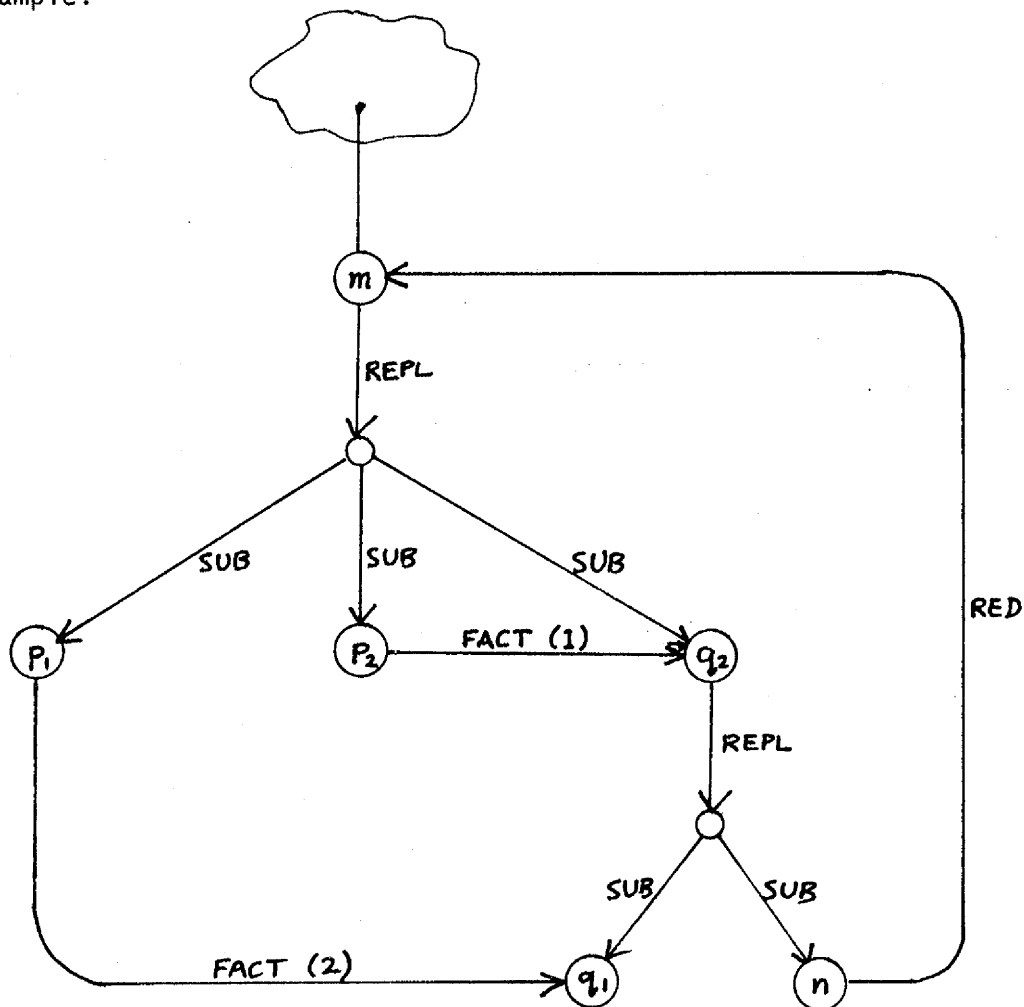 ample:
m
REPL
SUB
SUB
SUB
RED
P₁
P₂
FACT (1)
q₂
REPL
SUB
SUB
FACT (2)
q₁
n